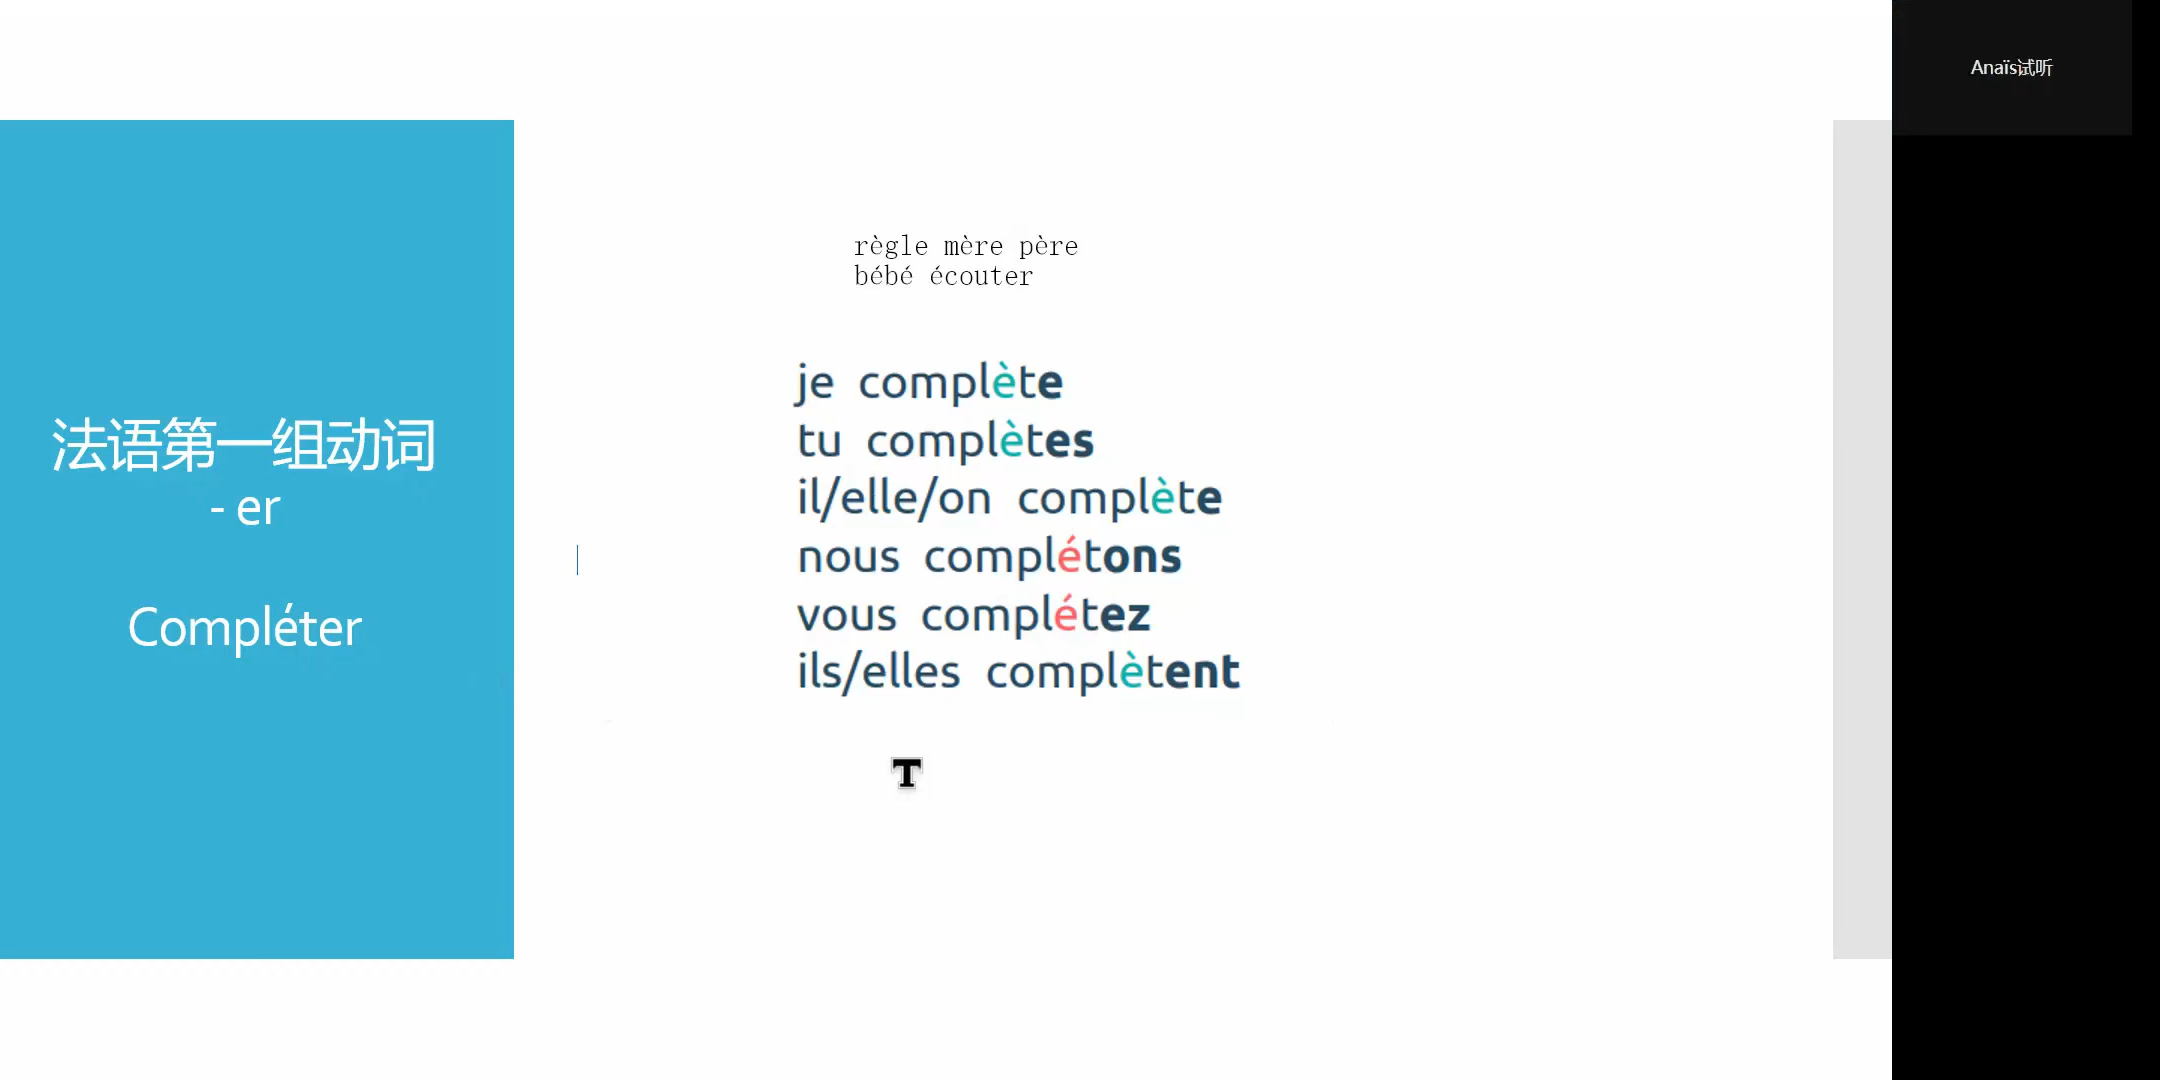 法语第一组动词
- er
Compléter
règle mère père
bébé écouter
je complète
tu complètes
il/elle/on complète
nous complétons
vous complétez
ils/elles complètent
Anaïs试听